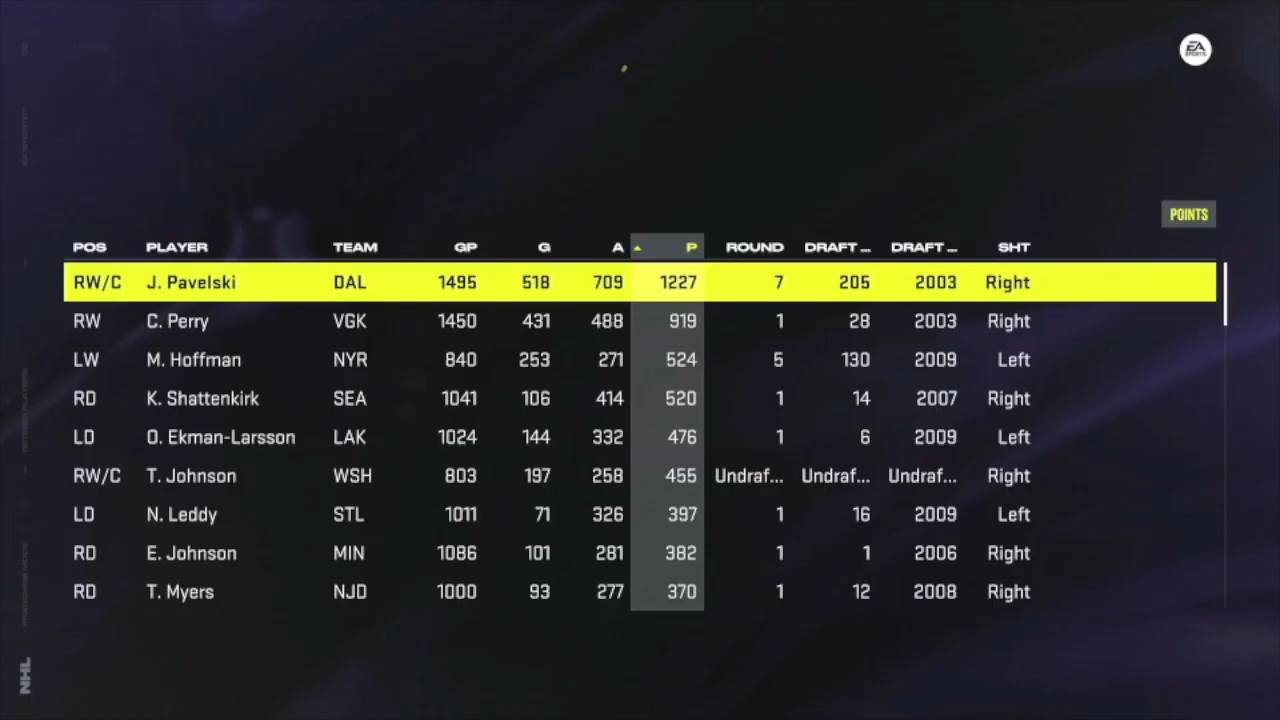 EA
SPORTS
POINTS
POS PLAYER TEAM GP G A P ROUND DRAFT ... DRAFT ... SHT
RW/C J. Pavelski DAL 1495 518 709 1227 7 205 2003 Right
RW C. Perry VGK 1450 431 488 919 1 28 2003 Right
LW M. Hoffman NYR 840 253 271 524 5 130 2009 Left
RD K. Shattenkirk SEA 1041 106 414 520 1 14 2007 Right
LD O. Ekman-Larsson LAK 1024 144 332 476 1 6 2009 Left
RW/C T. Johnson WSH 803 197 258 455 Undraf... Undraf... Undraf... Right
LD N. Leddy STL 1011 71 326 397 1 16 2009 Left
RD E. Johnson MIN 1086 101 281 382 1 1 2006 Right
RD T. Myers NJD 1000 93 277 370 1 12 2008 Right
NHL